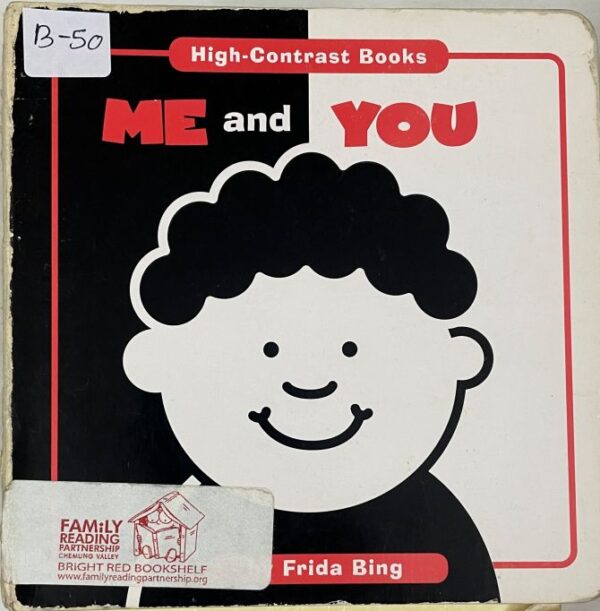 B-50
High-Contrast Books
ME and YOU
FAMiLY
READING
PARTNERSHIP
CHEMUNG VALLEY
BRIGHT RED BOOKSHELF
www.familyreadingpartnership.org
Frida Bing